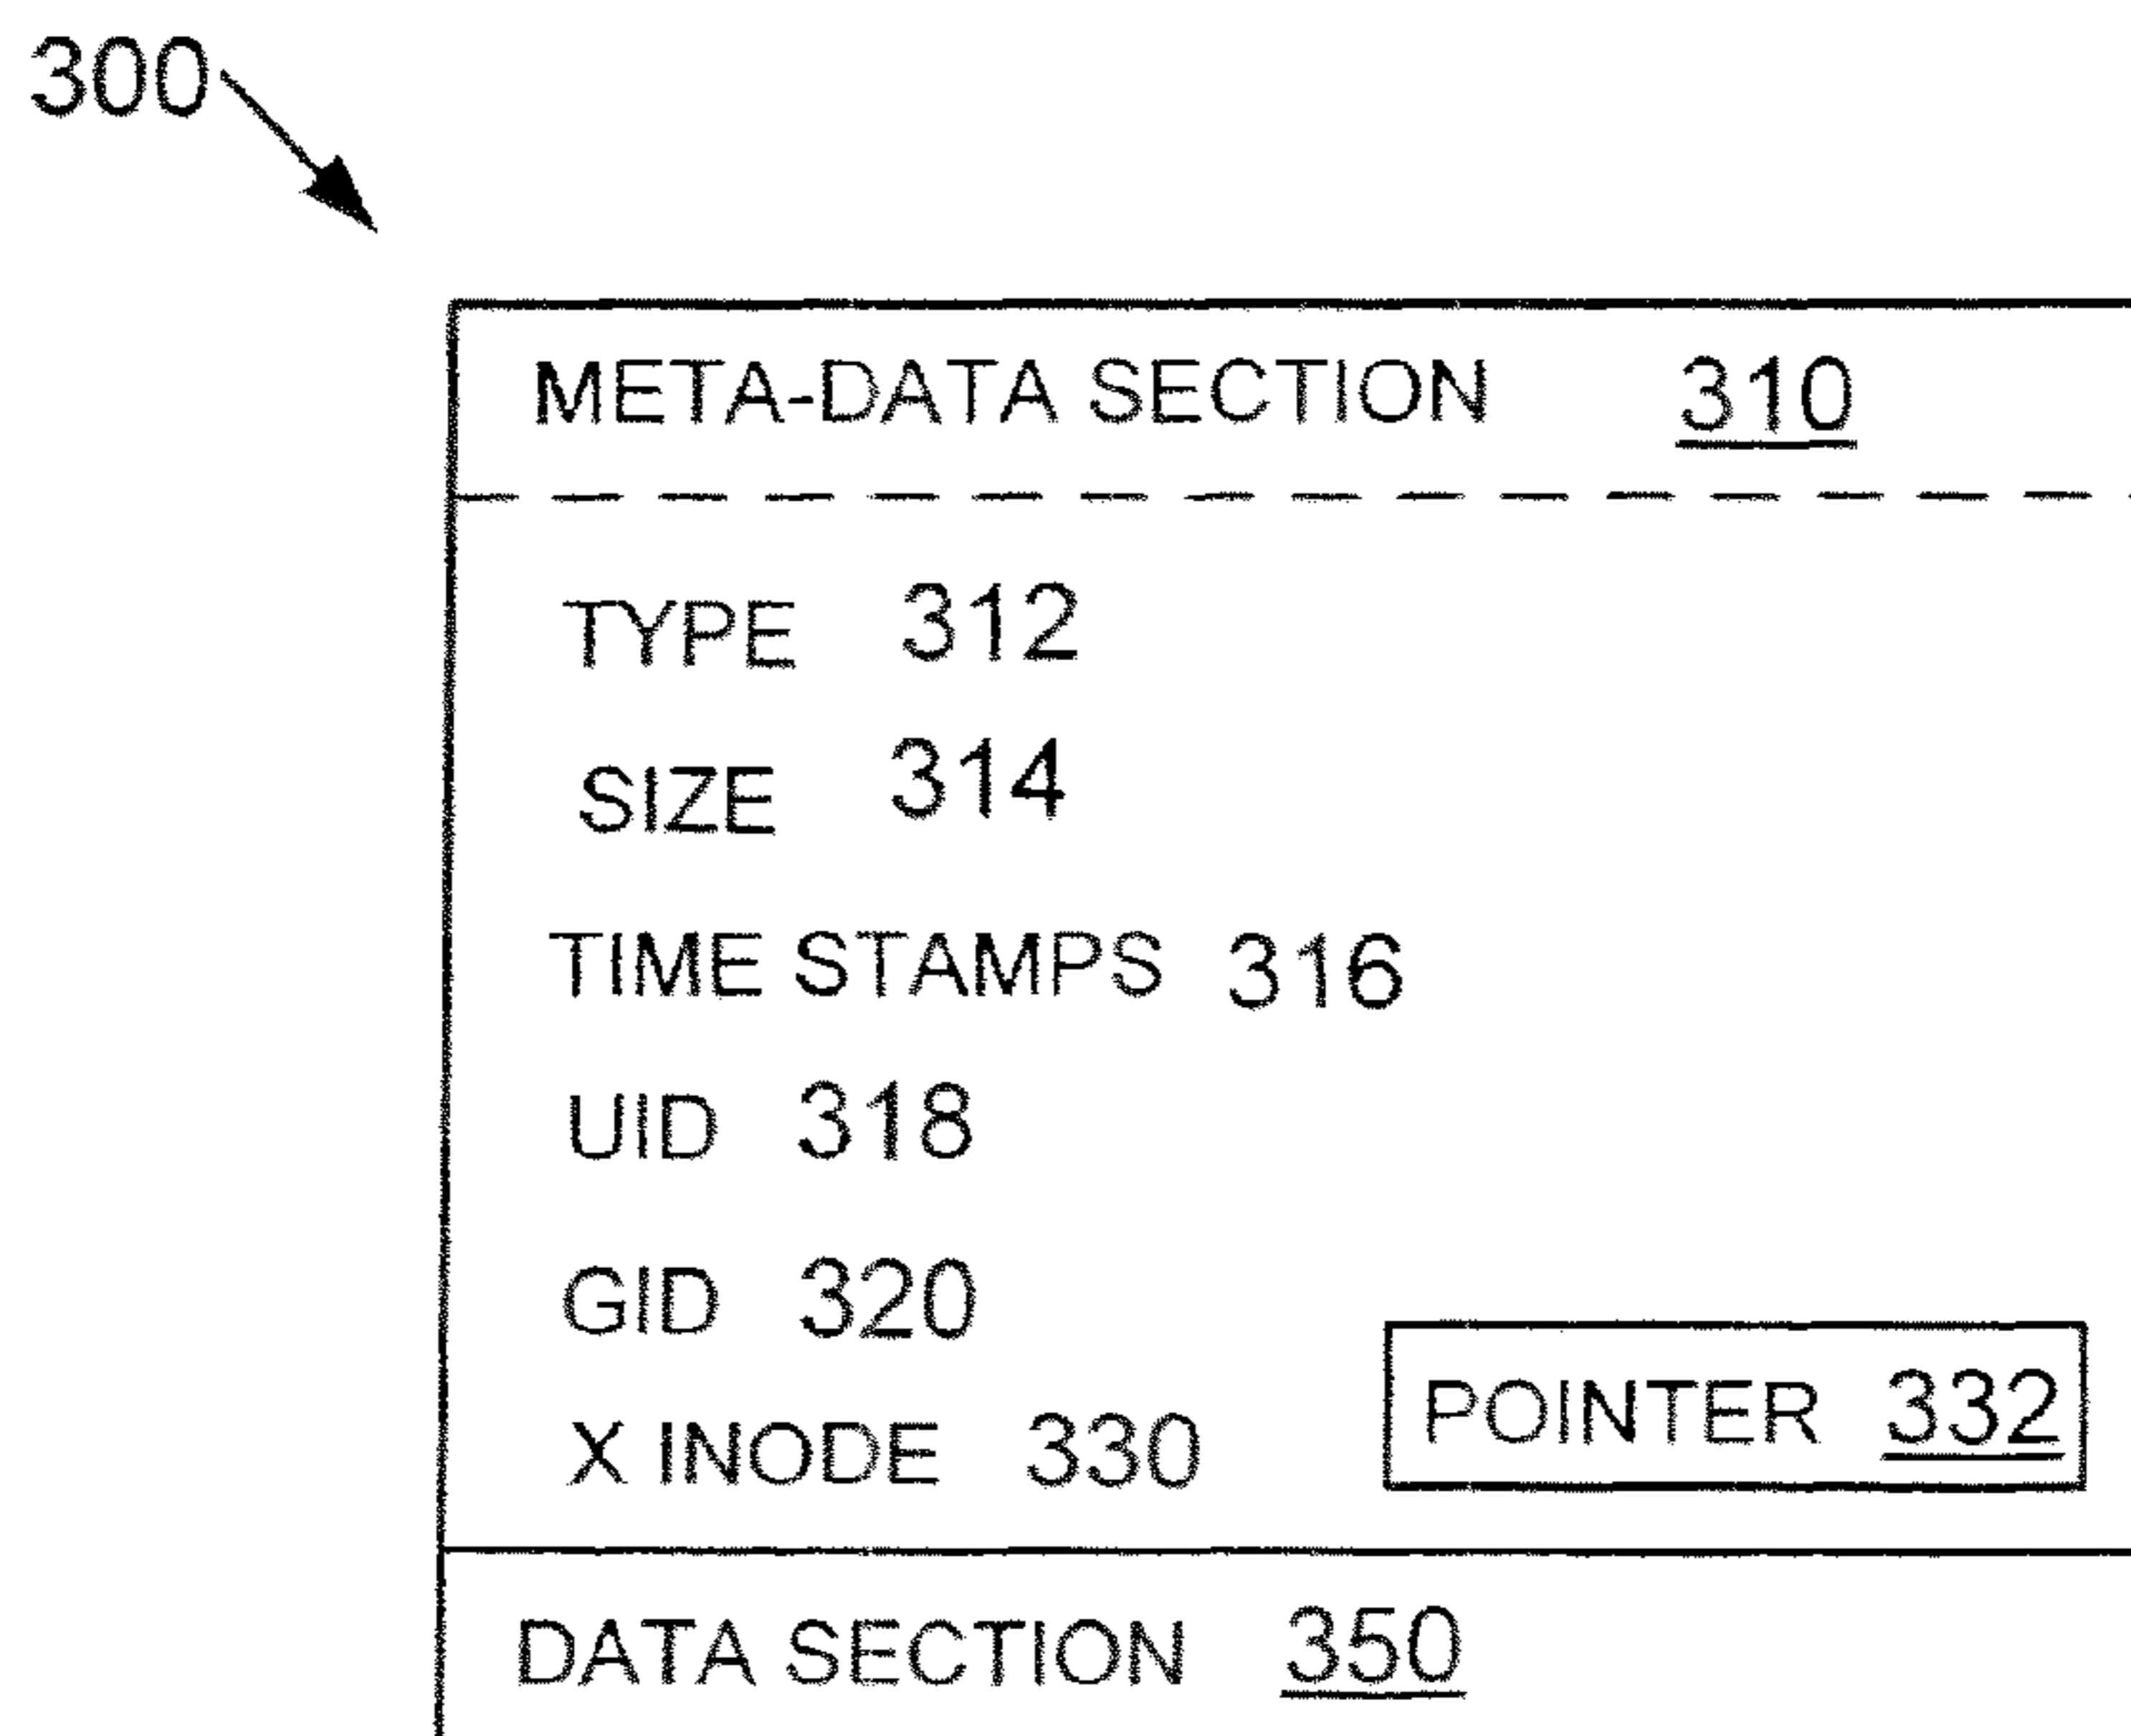 300
META-DATA SECTION 310
TYPE 312
SIZE 314
TIME STAMPS 316
UID 318
GID 320
X INODE 330 POINTER 332
DATA SECTION 350